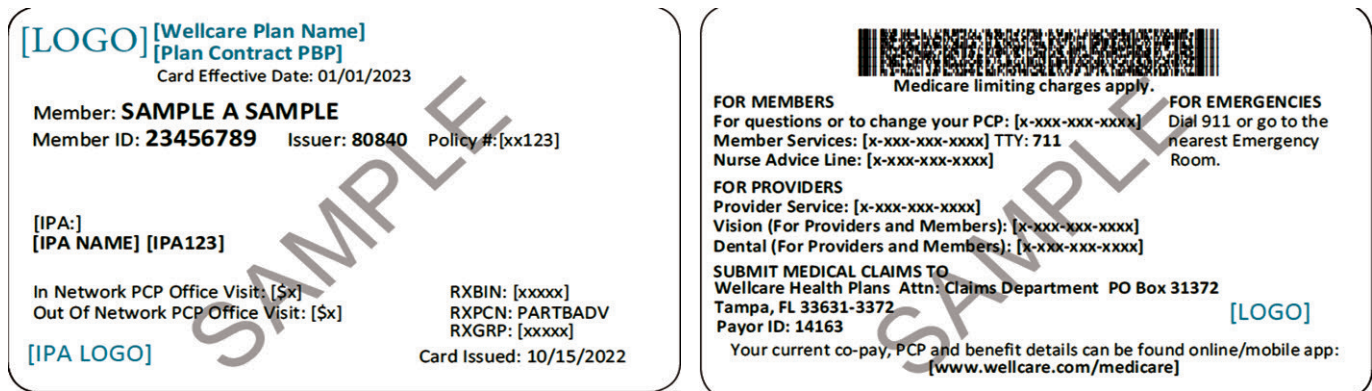 [LOGO] [Wellcare Plan Name]
[Plan Contract PBP]
Card Effective Date: 01/01/2023
Member: SAMPLE A SAMPLE
Member ID: 23456789 Issuer: 80840 Policy #:[xx123]
[IPA:]
[IPA NAME] [IPA123]
In Network PCP Office Visit: [$x]
Out Of Network PCP Office Visit: [$x]
RXBIN: [xxxxx]
RXPCN: PARTBADV
RXGRP: [xxxxx]
[IPA LOGO]
Card Issued: 10/15/2022
SAMPLE
Medicare limiting charges apply.
FOR MEMBERS
For questions or to change your PCP: [x-xxx-xxx-xxxx]
Member Services: [x-xxx-xxx-xxxx] TTY: 711
Nurse Advice Line: [x-xxx-xxx-xxxx]
FOR EMERGENCIES
Dial 911 or go to the
nearest Emergency
Room.
FOR PROVIDERS
Provider Service: [x-xxx-xxx-xxxx]
Vision (For Providers and Members): [x-xxx-xxx-xxxx]
Dental (For Providers and Members): [x-xxx-xxx-xxxx]
SUBMIT MEDICAL CLAIMS TO
Wellcare Health Plans Attn: Claims Department PO Box 31372
Tampa, FL 33631-3372
Payor ID: 14163
[LOGO]
Your current co-pay, PCP and benefit details can be found online/mobile app:
[www.wellcare.com/medicare]
SAMPLE